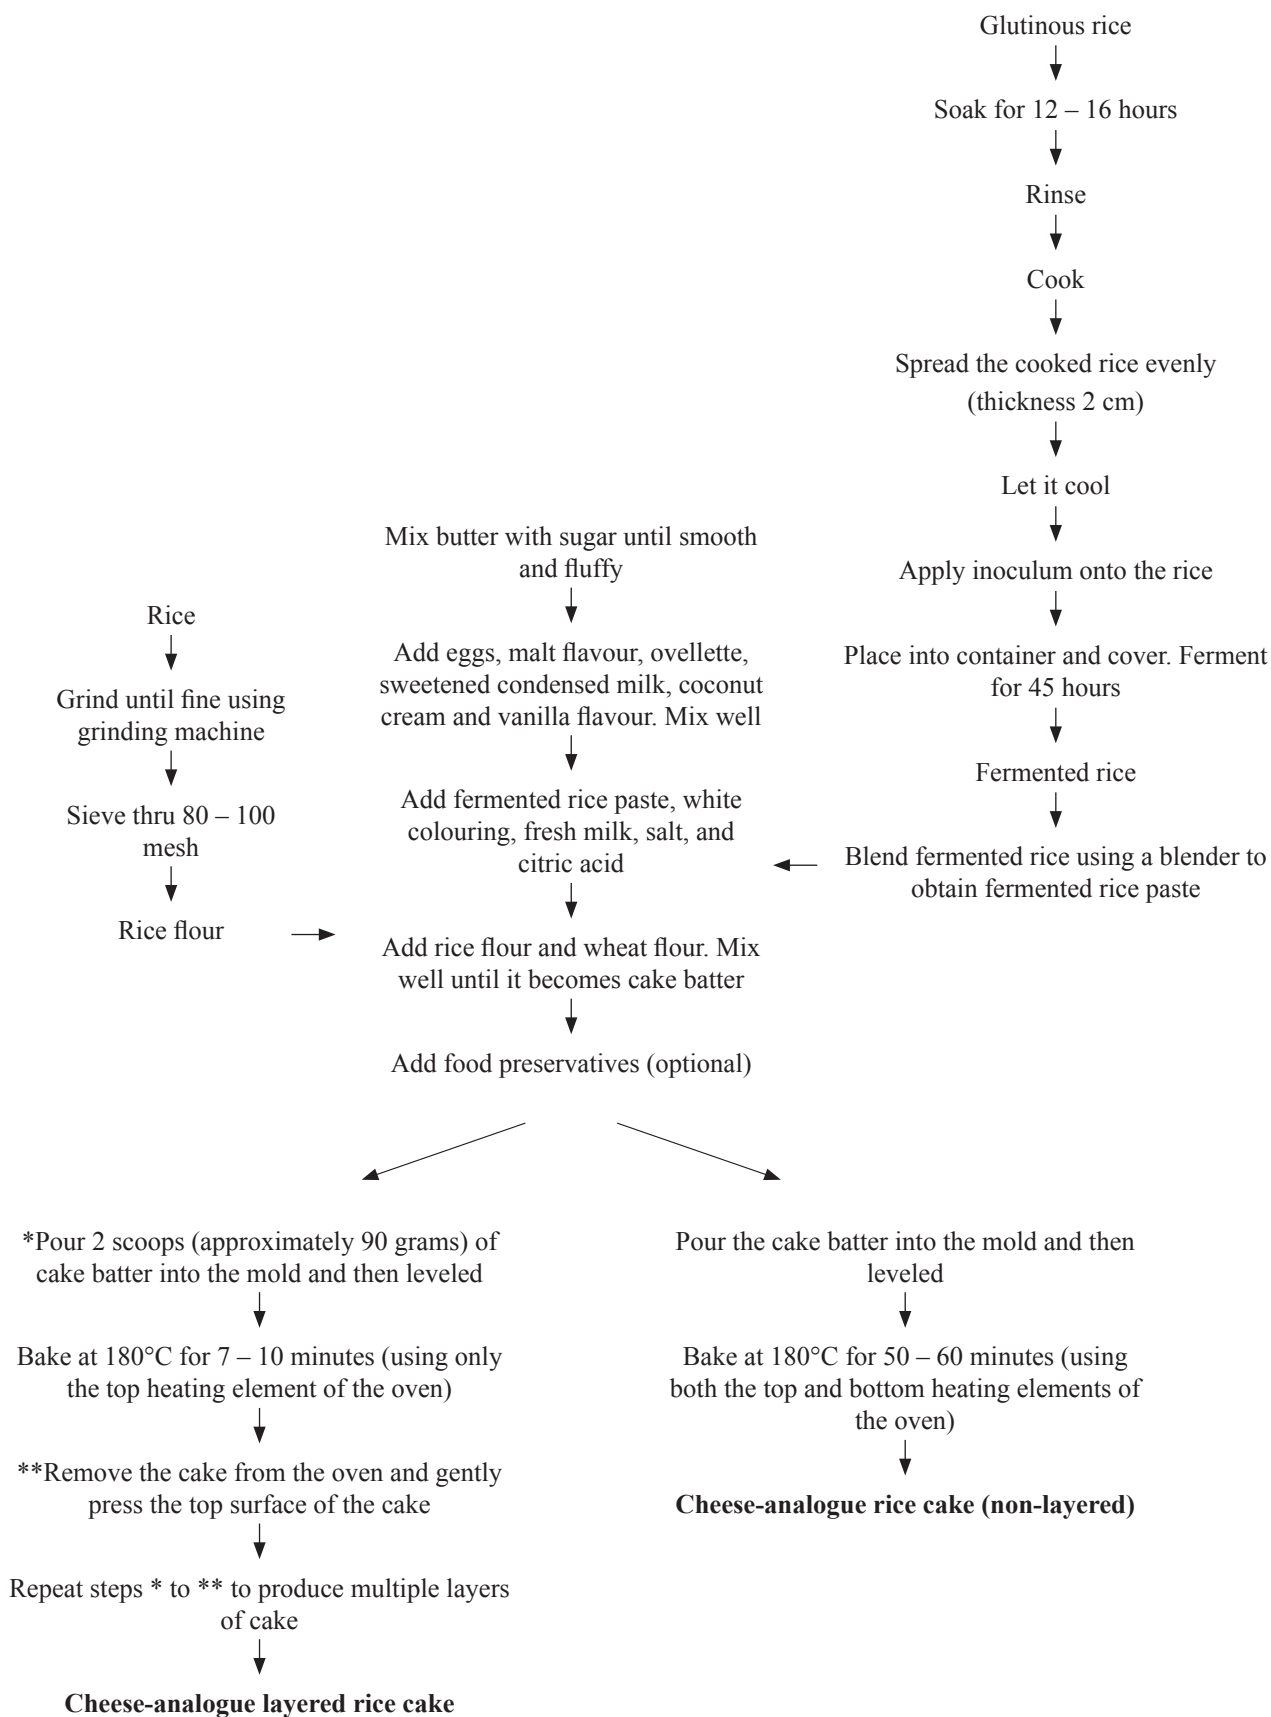 Glutinous rice
Soak for 12 – 16 hours
Rinse
Cook
Spread the cooked rice evenly
(thickness 2 cm)
Let it cool
Apply inoculum onto the rice
Place into container and cover. Ferment
for 45 hours
Fermented rice
Blend fermented rice using a blender to
obtain fermented rice paste
Mix butter with sugar until smooth
and fluffy
Add eggs, malt flavour, ovellette,
sweetened condensed milk, coconut
cream and vanilla flavour. Mix well
Add fermented rice paste, white
colouring, fresh milk, salt, and
citric acid
Rice
Grind until fine using
grinding machine
Sieve thru 80 – 100
mesh
Rice flour
Add rice flour and wheat flour. Mix
well until it becomes cake batter
Add food preservatives (optional)
*Pour 2 scoops (approximately 90 grams) of
cake batter into the mold and then leveled
Bake at 180°C for 7 – 10 minutes (using only
the top heating element of the oven)
**Remove the cake from the oven and gently
press the top surface of the cake
Repeat steps * to ** to produce multiple layers
of cake
Cheese-analogue layered rice cake
Pour the cake batter into the mold and then
leveled
Bake at 180°C for 50 – 60 minutes (using
both the top and bottom heating elements of
the oven)
Cheese-analogue rice cake (non-layered)